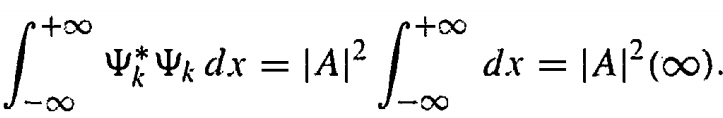 ∫_{-∞}^{+∞} Ψ_k^* Ψ_k dx = |A|^2 ∫_{-∞}^{+∞} dx = |A|^2(∞).